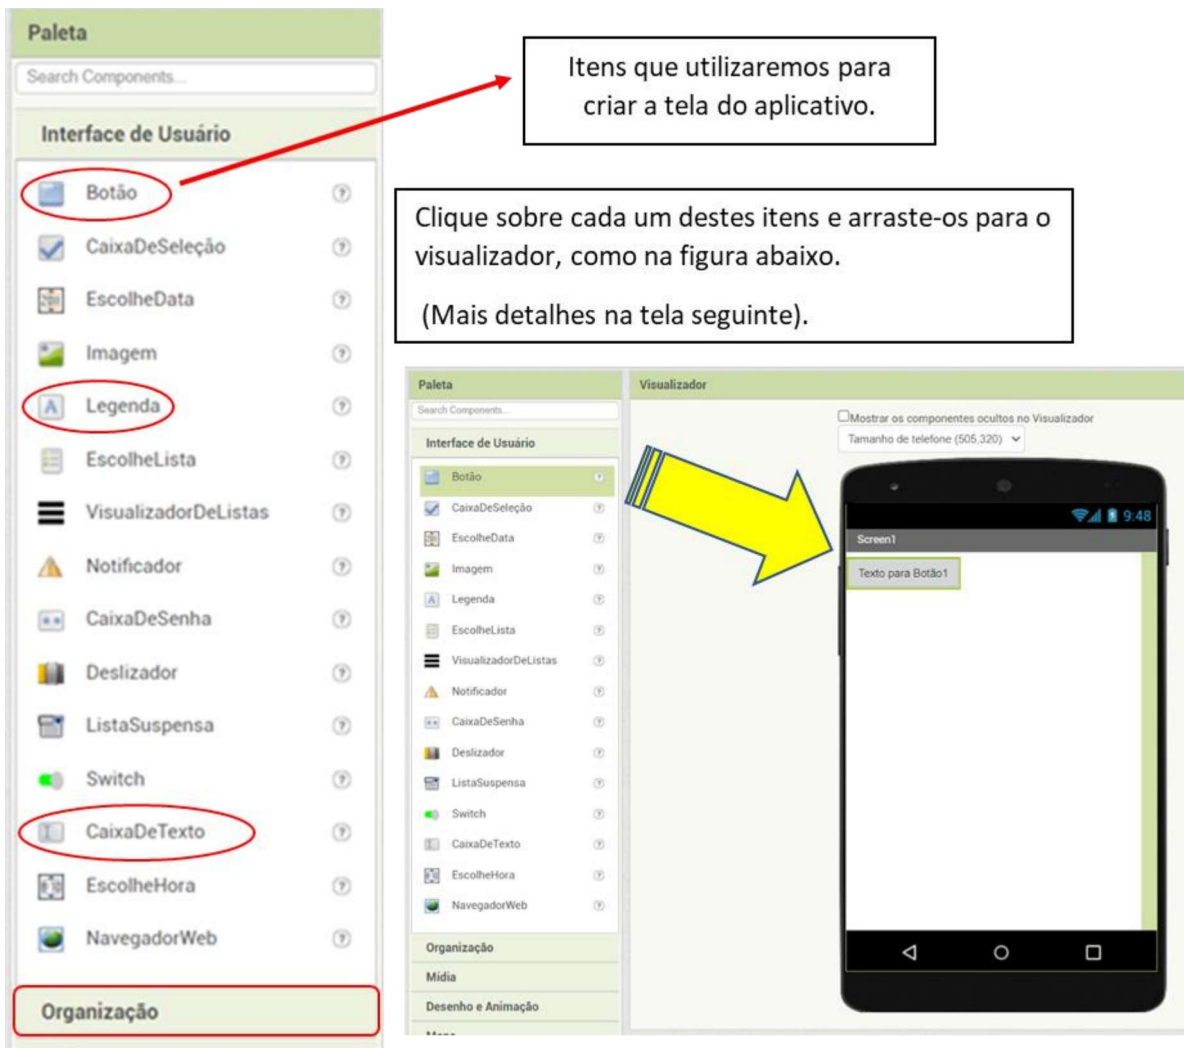 Paleta
Search Components...
Interface de Usuário
Botão
CaixaDeSeleção
EscolheData
Imagem
Legenda
EscolheLista
VisualizadorDeListas
Notificador
CaixaDeSenha
Deslizador
ListaSuspensa
Switch
CaixaDeTexto
EscolheHora
NavegadorWeb
Organização
Itens que utilizaremos para
criar a tela do aplicativo.
Clique sobre cada um destes itens e arraste-os para o
visualizador, como na figura abaixo.
(Mais detalhes na tela seguinte).
Paleta
Search Components...
Interface de Usuário
Botão
CaixaDeSeleção
EscolheData
Imagem
Legenda
EscolheLista
VisualizadorDeListas
Notificador
CaixaDeSenha
Deslizador
ListaSuspensa
Switch
CaixaDeTexto
EscolheHora
NavegadorWeb
Organização
Mídia
Desenho e Animação
Visualizador
Mostrar os componentes ocultos no Visualizador
Tamanho de telefone (505,320)
9:48
Screen1
Texto para Botão1